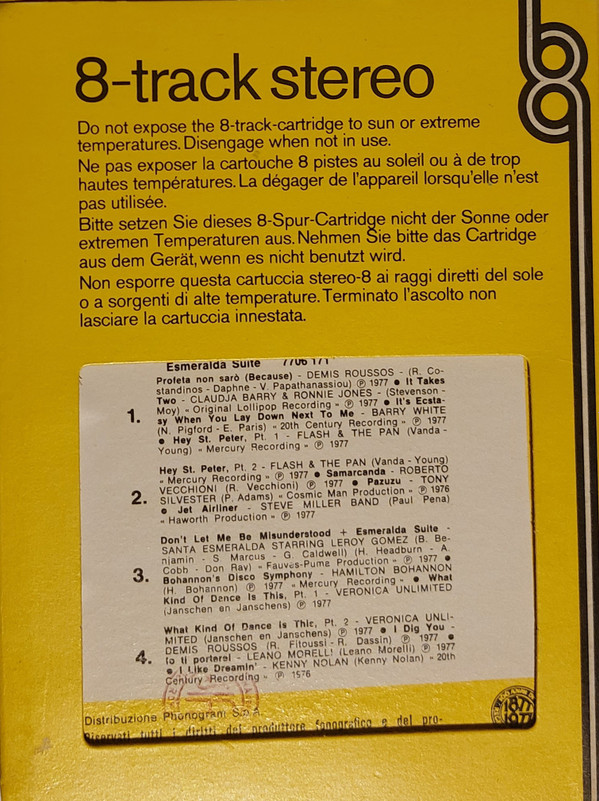 8-track stereo
Do not expose the 8-track-cartridge to sun or extreme
temperatures. Disengage when not in use.
Ne pas exposer la cartouche 8 pistes au soleil ou à de trop
hautes températures. La dégager de l'appareil lorsqu'elle n'est
pas utilisée.
Bitte setzen Sie dieses 8-Spur-Cartridge nicht der Sonne oder
extremen Temperaturen aus. Nehmen Sie bitte das Cartridge
aus dem Gerät, wenn es nicht benutzt wird.
Non esporre questa cartuccia stereo-8 ai raggi diretti del sole
o a sorgenti di alte temperature. Terminato l'ascolto non
lasciare la cartuccia innestata.
Esmeralda Suite 7706 171
Profeta non sarò (Because) - DEMIS ROUSSOS - (R. Co-
standinos - Daphne - V. Papathanassiou) ℗ 1977 ● It Takes
Two - CLAUDJA BARRY & RONNIE JONES - (Stevenson -
Moy) « Original Lollipop Recording » ℗ 1977 ● It's Ecsta-
1. sy When You Lay Down Next To Me - BARRY WHITE
(N. Pigford - E. Paris) « 20th Century Recording » ℗ 1977
● Hey St. Peter, Pt. 1 - FLASH & THE PAN (Vanda -
Young) « Mercury Recording » ℗ 1977
Hey St. Peter, Pt. 2 - FLASH & THE PAN (Vanda - Young)
« Mercury Recording » ℗ 1977 ● Samarcanda - ROBERTO
2. VECCHIONI (R. Vecchioni) ℗ 1977 ● Pazuzu - TONY
SILVESTER (P. Adams) « Cosmic Man Production » ℗ 1976
● Jet Airliner - STEVE MILLER BAND (Paul Pena)
« Haworth Production » ℗ 1977
Don't Let Me Be Misunderstood + Esmeralda Suite -
SANTA ESMERALDA STARRING LEROY GOMEZ (B. Be-
njamin - S. Marcus - G. Caldwell) (H. Headburn - A.
Cobb - Don Ray) « Fauves-Puma Production » ℗ 1977 ●
3. Bohannon's Disco Symphony - HAMILTON BOHANNON
(H. Bohannon) ℗ 1977 « Mercury Recording » ● What
Kind Of Dance Is This, Pt. 1 - VERONICA UNLIMITED
(Janschen en Janschens) ℗ 1977
What Kind Of Dance is This, Pt. 2 - VERONICA UNLI-
MITED (Janschen en Janschens) ℗ 1977 ● I Dig You -
DEMIS ROUSSOS (R. Fitoussi - R. Dassin) ℗ 1977 ●
4. Io ti porterei - LEANO MORELLI (Leano Morelli) ℗ 1976
● I Like Dreamin' - KENNY NOLAN (Kenny Nolan) « 20th
Century Recording » ℗ 1576
Distribuzione Phonogram S.p.A.
Riservati tutti i diritti del produttore fonografico e del pro-
1877
1977